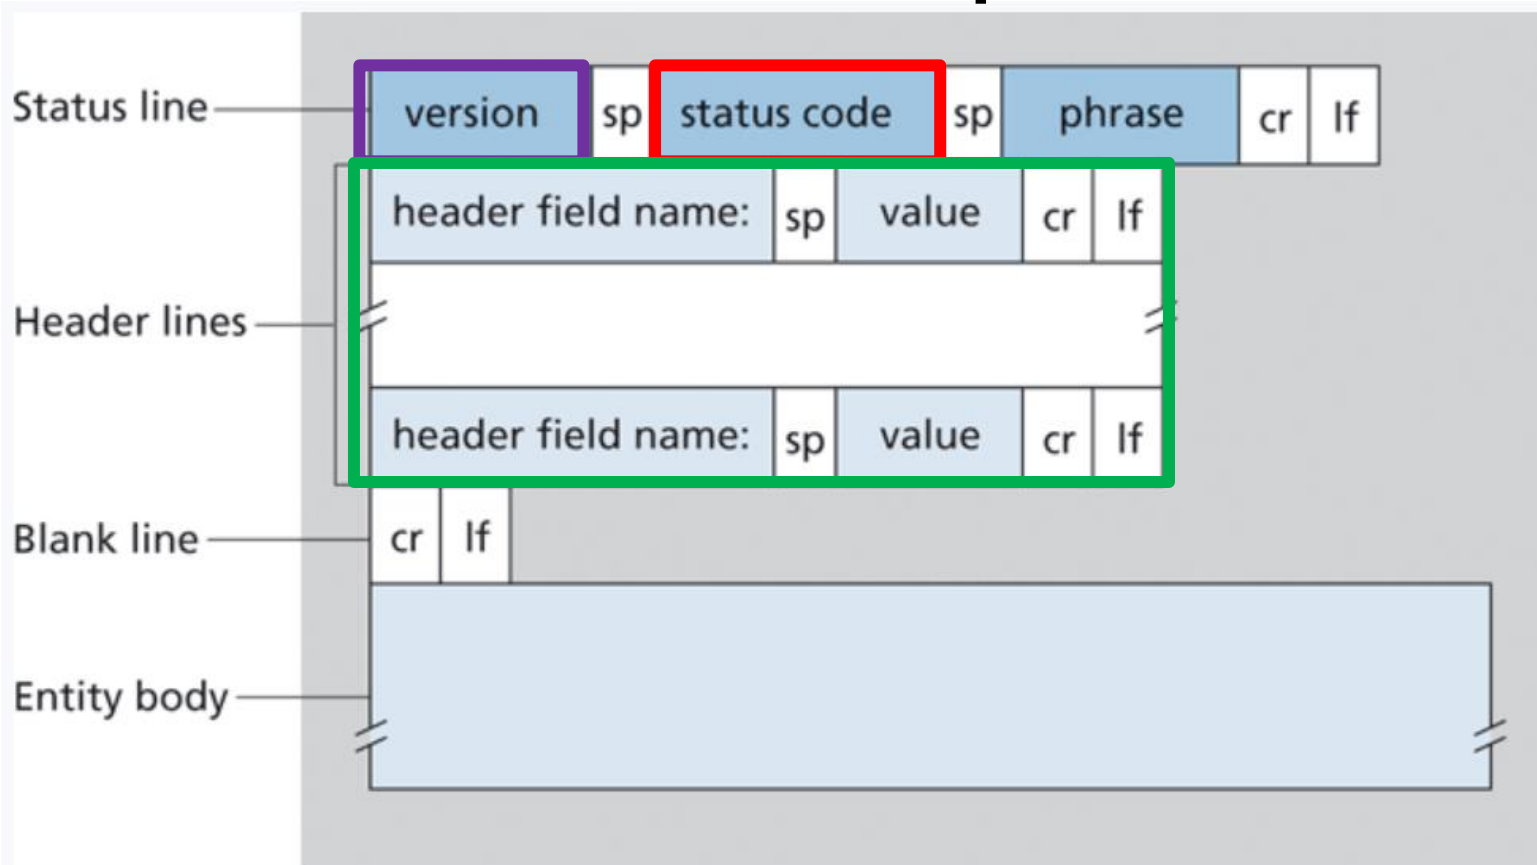 Status line version sp status code sp phrase cr lf
header field name: sp value cr lf
Header lines
header field name: sp value cr lf
Blank line cr lf
Entity body